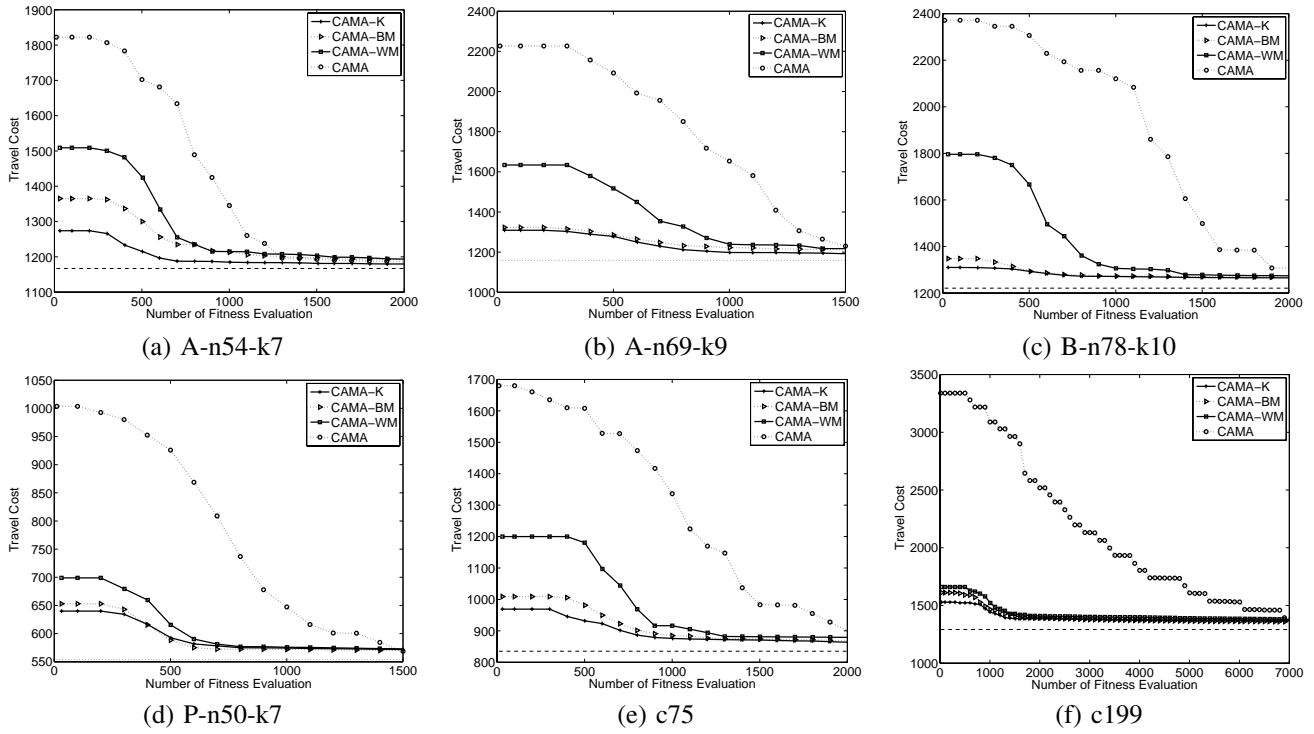 1900
1800
1700
1600
1500
1400
1300
1200
1100
0 500 1000 1500 2000
Travel Cost
Number of Fitness Evaluation
CAMA−K
CAMA−BM
CAMA−WM
CAMA
(a) A-n54-k7
2400
2200
2000
1800
1600
1400
1200
1000
0 500 1000 1500
Travel Cost
Number of Fitness Evaluation
CAMA−K
CAMA−BM
CAMA−WM
CAMA
(b) A-n69-k9
2400
2200
2000
1800
1600
1400
1200
0 500 1000 1500 2000
Travel Cost
Number of Fitness Evaluation
CAMA−K
CAMA−BM
CAMA−WM
CAMA
(c) B-n78-k10
1050
1000
950
900
850
800
750
700
650
600
550
0 500 1000 1500
Travel Cost
Number of Fitness Evaluation
CAMA−K
CAMA−BM
CAMA−WM
CAMA
(d) P-n50-k7
1700
1600
1500
1400
1300
1200
1100
1000
900
800
0 500 1000 1500 2000
Travel Cost
Number of Fitness Evaluation
CAMA−K
CAMA−BM
CAMA−WM
CAMA
(e) c75
3500
3000
2500
2000
1500
1000
0 1000 2000 3000 4000 5000 6000 7000
Travel Cost
Number of Fitness Evaluation
CAMA−K
CAMA−BM
CAMA−WM
CAMA
(f) c199